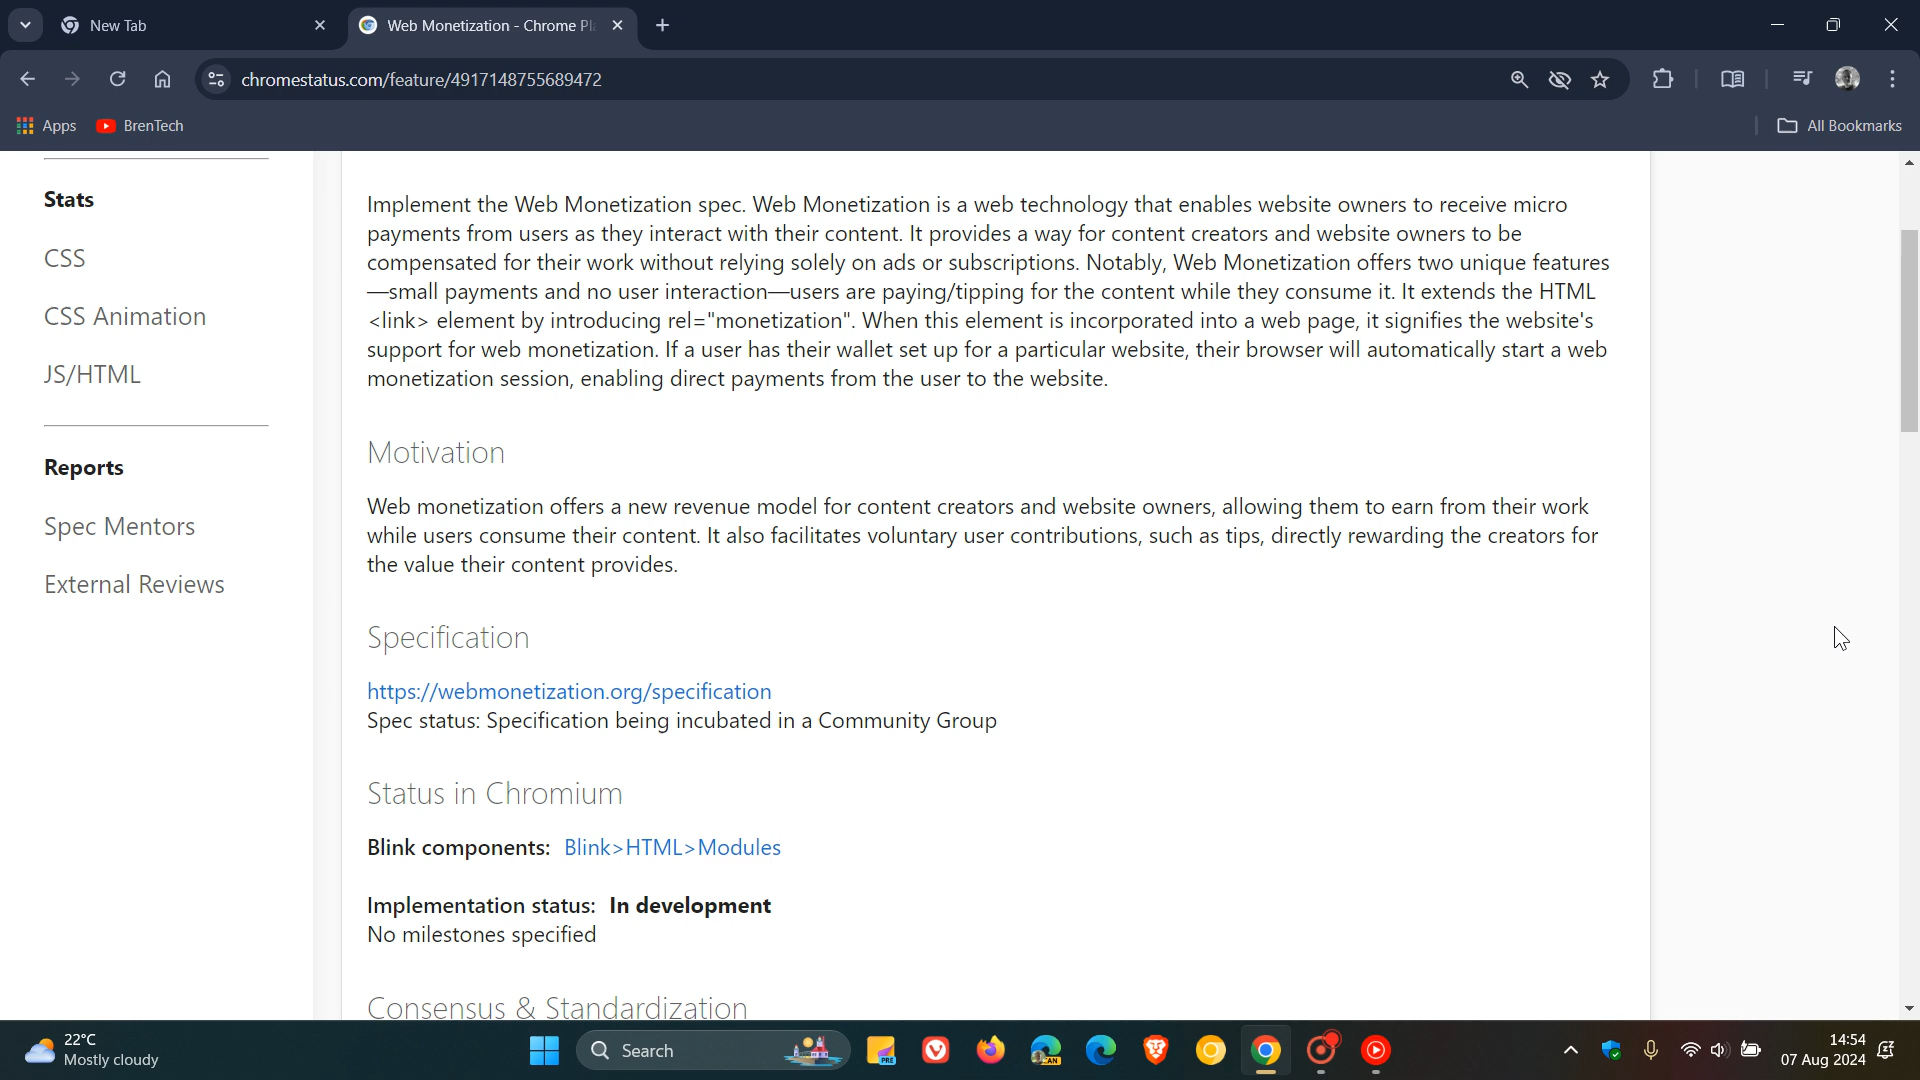 New Tab
Web Monetization - Chrome Pl
chromestatus.com/feature/4917148755689472
Apps
BrenTech
All Bookmarks
Stats
CSS
CSS Animation
JS/HTML
Reports
Spec Mentors
External Reviews
Implement the Web Monetization spec. Web Monetization is a web technology that enables website owners to receive micro
payments from users as they interact with their content. It provides a way for content creators and website owners to be
compensated for their work without relying solely on ads or subscriptions. Notably, Web Monetization offers two unique features
—small payments and no user interaction—users are paying/tipping for the content while they consume it. It extends the HTML
<link> element by introducing rel="monetization". When this element is incorporated into a web page, it signifies the website's
support for web monetization. If a user has their wallet set up for a particular website, their browser will automatically start a web
monetization session, enabling direct payments from the user to the website.
Motivation
Web monetization offers a new revenue model for content creators and website owners, allowing them to earn from their work
while users consume their content. It also facilitates voluntary user contributions, such as tips, directly rewarding the creators for
the value their content provides.
Specification
https://webmonetization.org/specification
Spec status: Specification being incubated in a Community Group
Status in Chromium
Blink components: Blink>HTML>Modules
Implementation status: In development
No milestones specified
Consensus & Standardization
22°C
Mostly cloudy
Search
PRE
CAN
14:54
07 Aug 2024